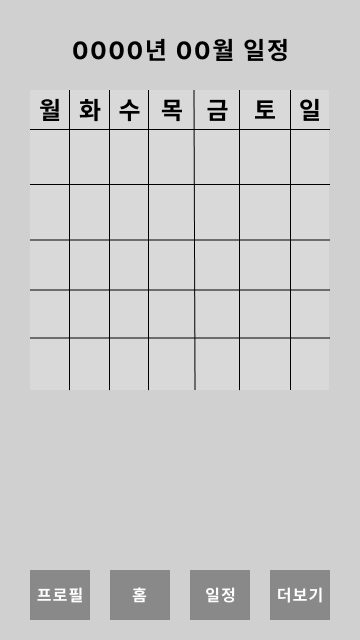 0000년 00월 일정
월 화 수 목 금 토 일
프로필 홈 일정 더보기